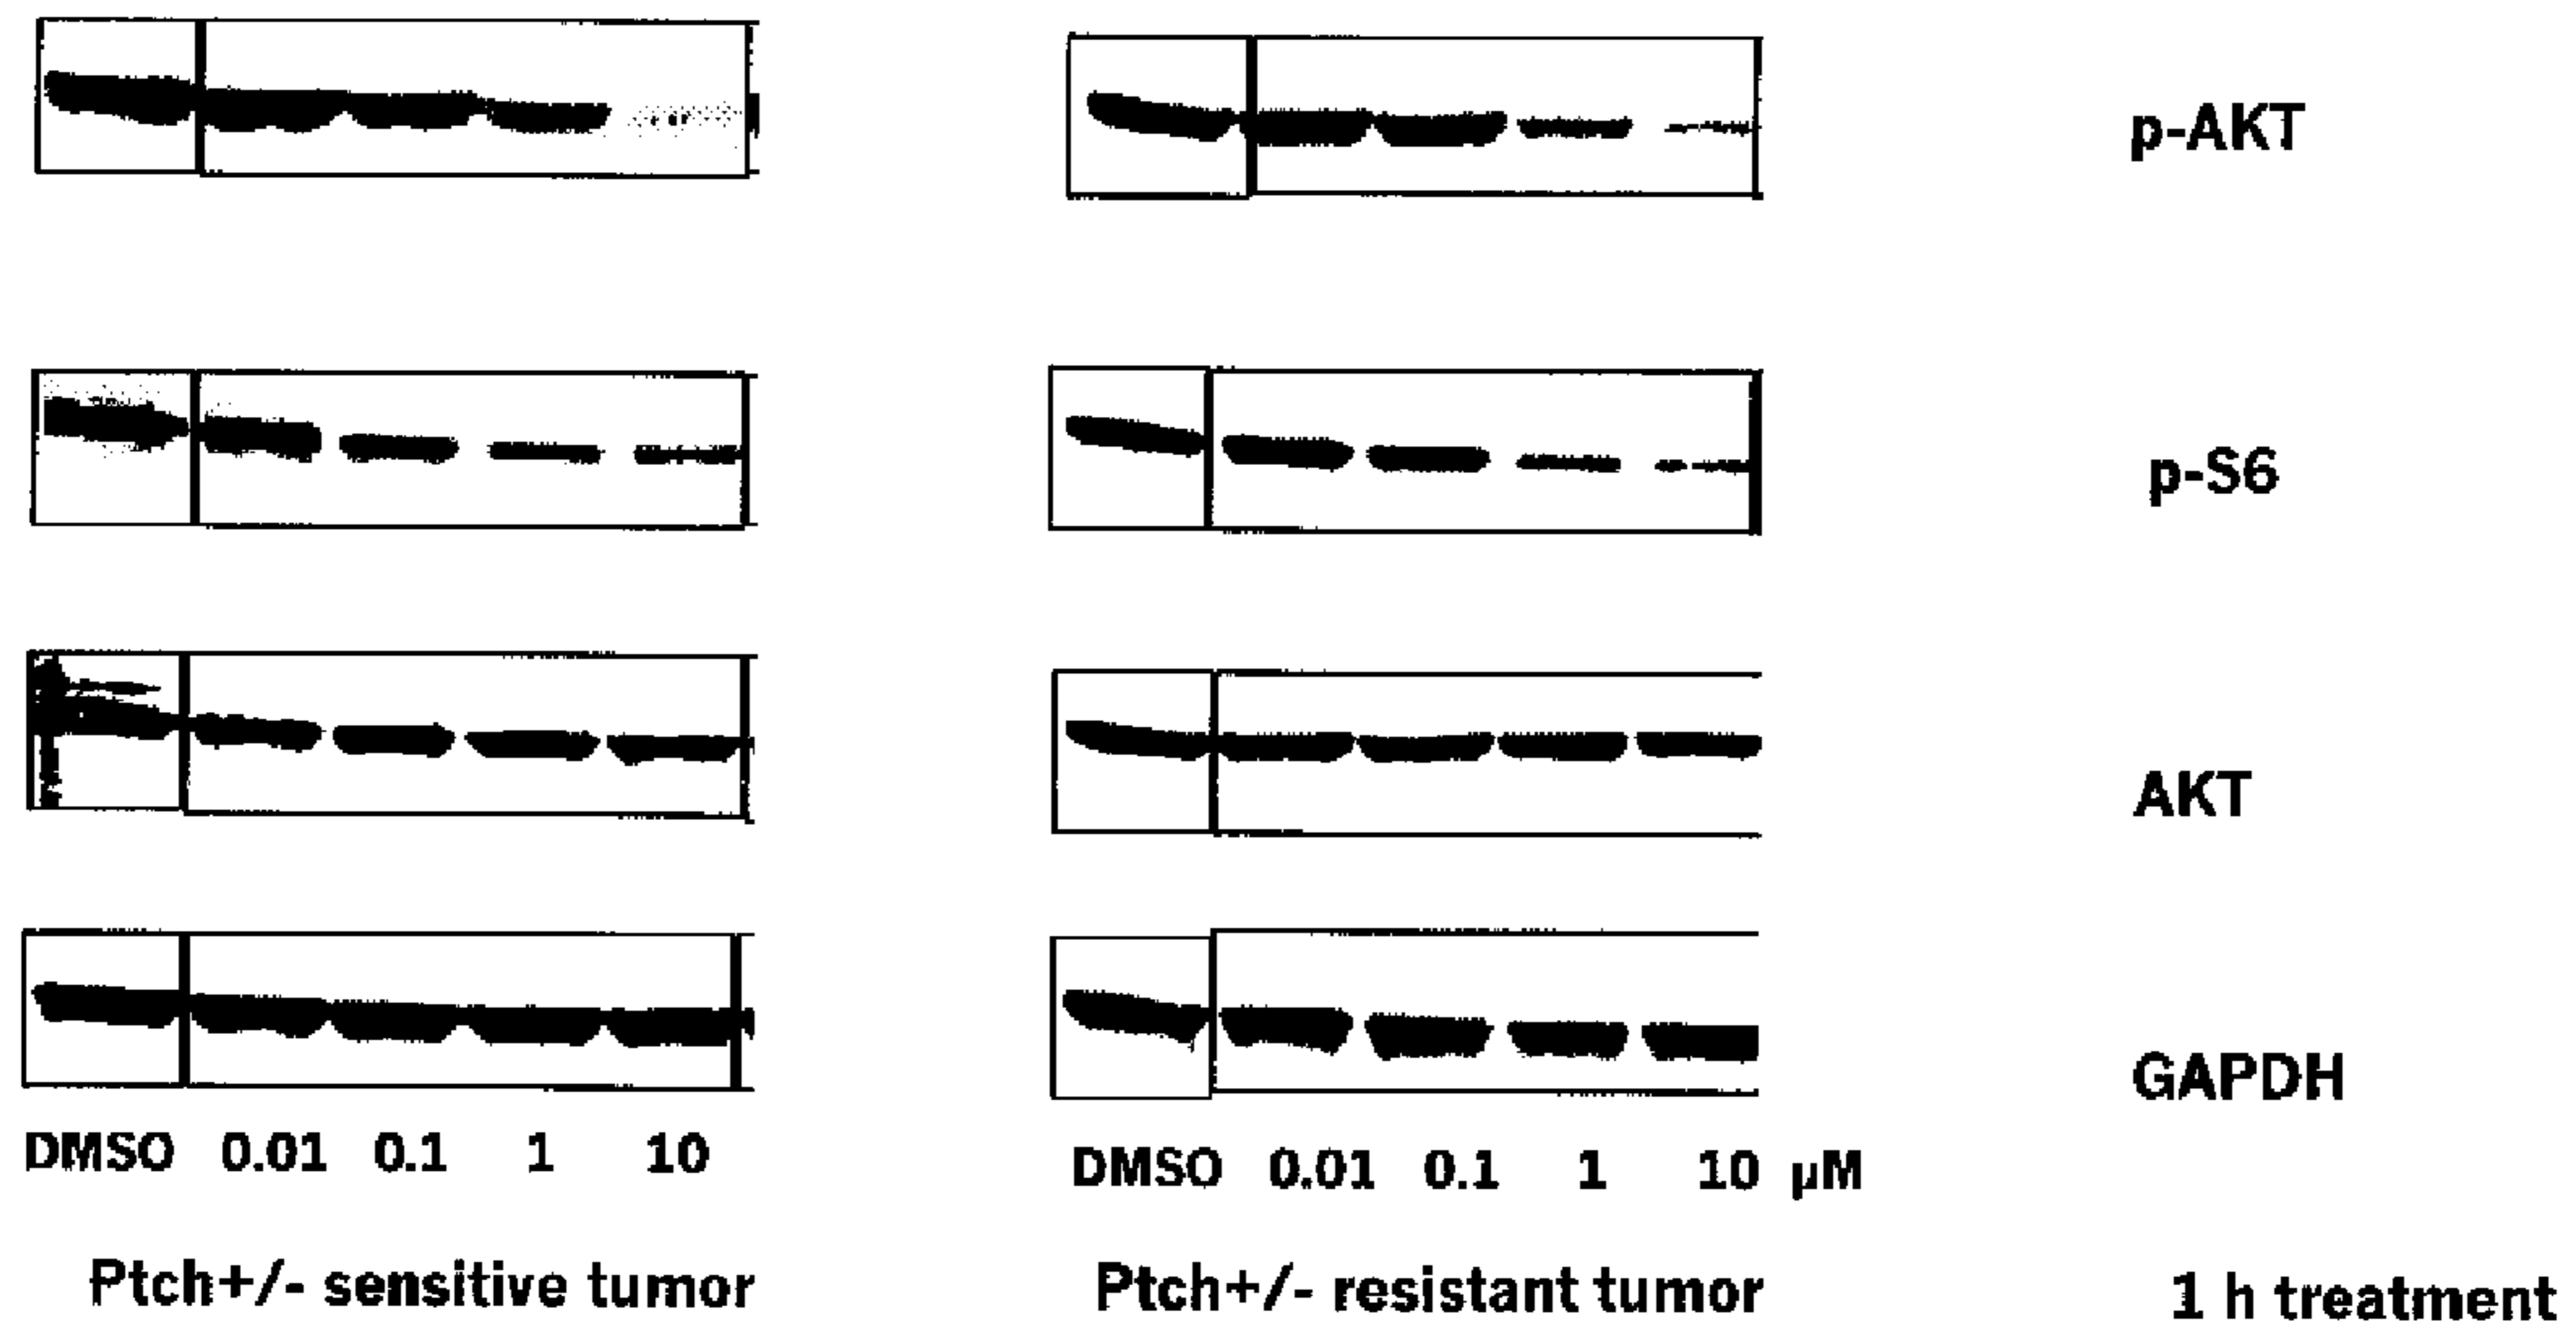 p-AKT
p-S6
AKT
GAPDH
DMSO 0.01 0.1 1 10
DMSO 0.01 0.1 1 10 µM
Ptch+/- sensitive tumor
Ptch+/- resistant tumor
1 h treatment